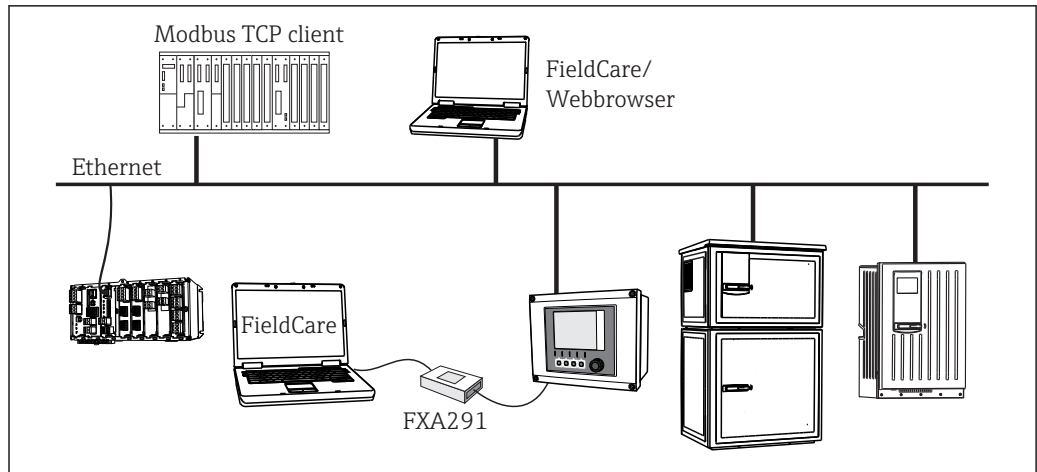 Modbus TCP client
FieldCare/
Webbrowser
Ethernet
FieldCare
FXA291